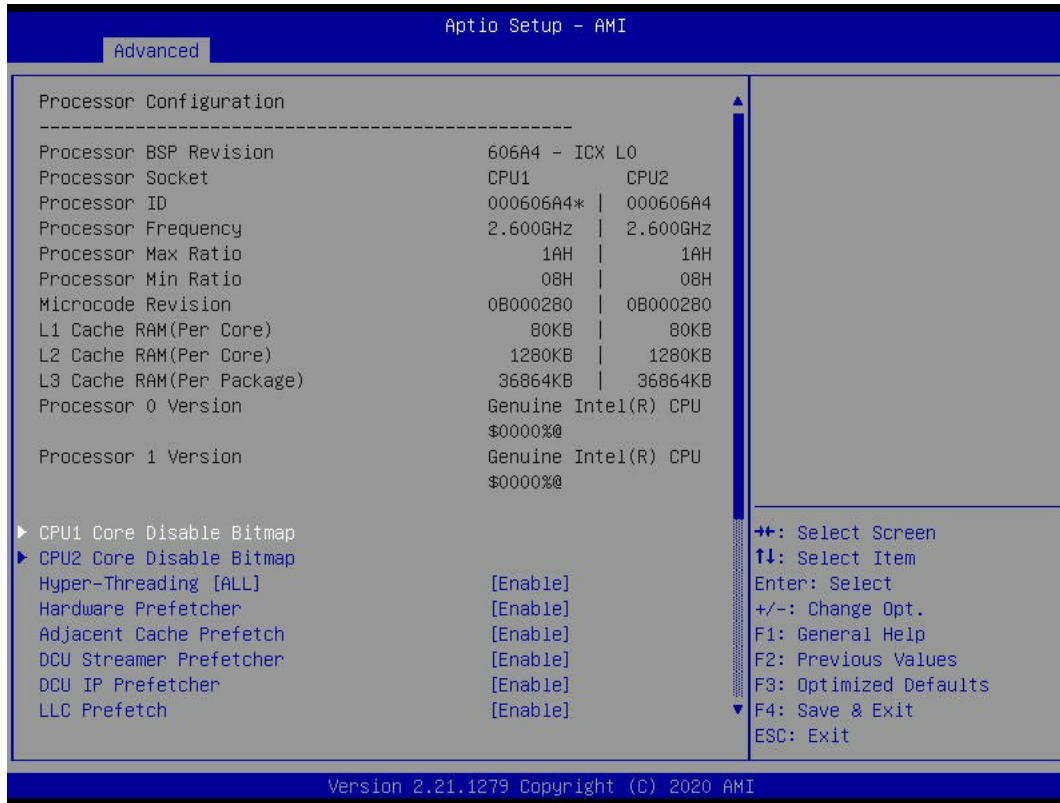 Aptio Setup – AMI
Advanced
Processor Configuration
--------------------------------------------------
Processor BSP Revision 606A4 – ICX L0
Processor Socket CPU1 CPU2
Processor ID 000606A4* | 000606A4
Processor Frequency 2.600GHz | 2.600GHz
Processor Max Ratio 1AH | 1AH
Processor Min Ratio 08H | 08H
Microcode Revision 0B000280 | 0B000280
L1 Cache RAM(Per Core) 80KB | 80KB
L2 Cache RAM(Per Core) 1280KB | 1280KB
L3 Cache RAM(Per Package) 36864KB | 36864KB
Processor 0 Version Genuine Intel(R) CPU
$0000%@
Processor 1 Version Genuine Intel(R) CPU
$0000%@
CPU1 Core Disable Bitmap
CPU2 Core Disable Bitmap
Hyper-Threading [ALL] [Enable]
Hardware Prefetcher [Enable]
Adjacent Cache Prefetch [Enable]
DCU Streamer Prefetcher [Enable]
DCU IP Prefetcher [Enable]
LLC Prefetch [Enable]
→←: Select Screen
↑↓: Select Item
Enter: Select
+/-: Change Opt.
F1: General Help
F2: Previous Values
F3: Optimized Defaults
F4: Save & Exit
ESC: Exit
Version 2.21.1279 Copyright (C) 2020 AMI